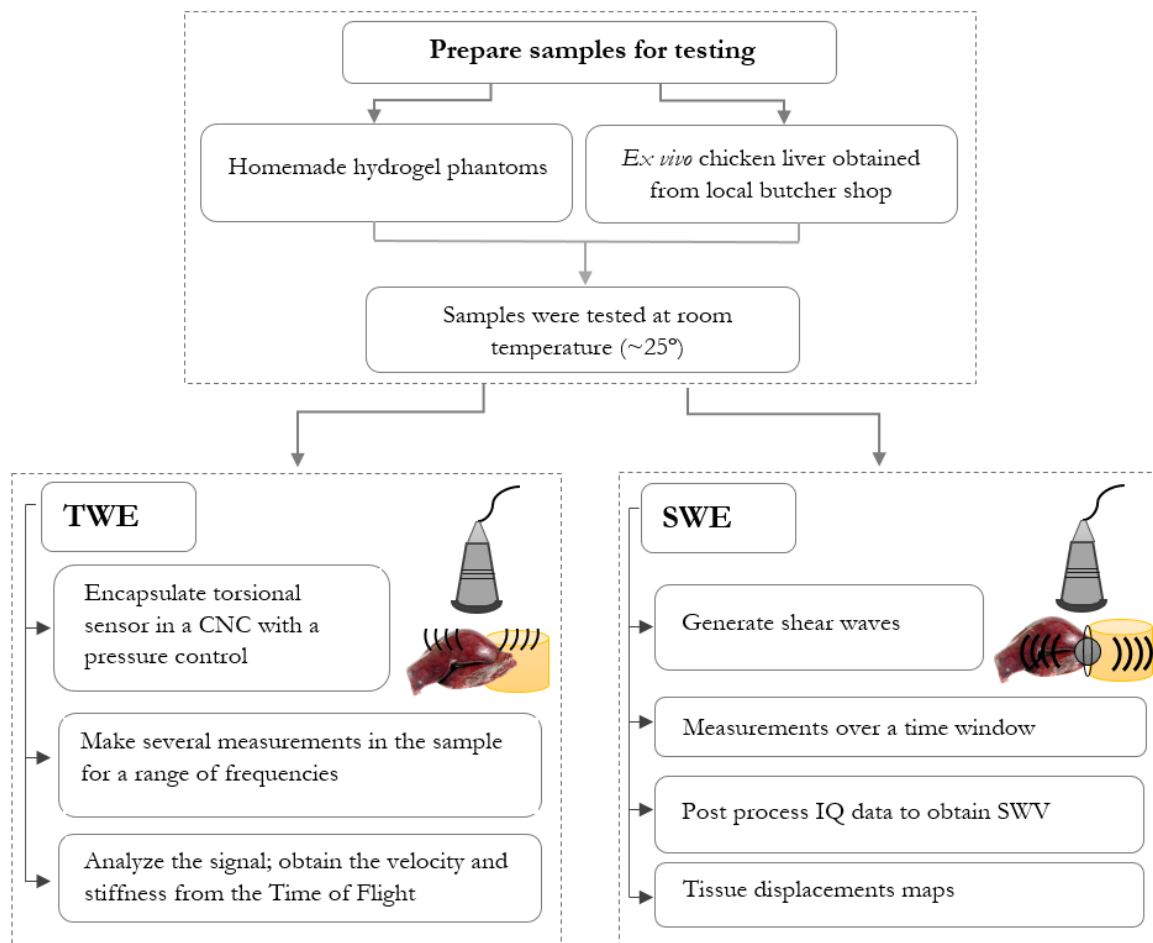 Prepare samples for testing
Homemade hydrogel phantoms
Ex vivo chicken liver obtained
from local butcher shop
Samples were tested at room
temperature (~25º)
TWE
Encapsulate torsional
sensor in a CNC with a
pressure control
Make several measurements in the sample
for a range of frequencies
Analyze the signal; obtain the velocity and
stiffness from the Time of Flight
SWE
Generate shear waves
Measurements over a time window
Post process IQ data to obtain SWV
Tissue displacements maps